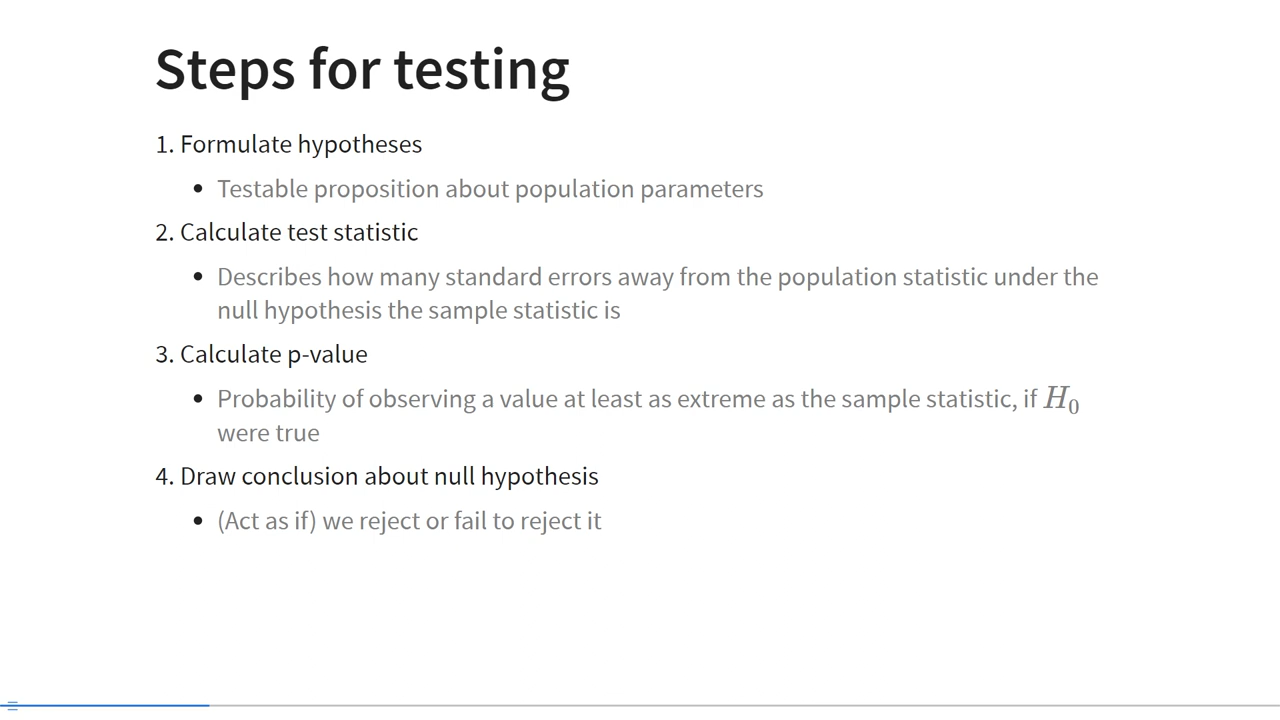 Steps for testing
1. Formulate hypotheses
• Testable proposition about population parameters
2. Calculate test statistic
• Describes how many standard errors away from the population statistic under the
null hypothesis the sample statistic is
3. Calculate p-value
• Probability of observing a value at least as extreme as the sample statistic, if H₀
were true
4. Draw conclusion about null hypothesis
• (Act as if) we reject or fail to reject it